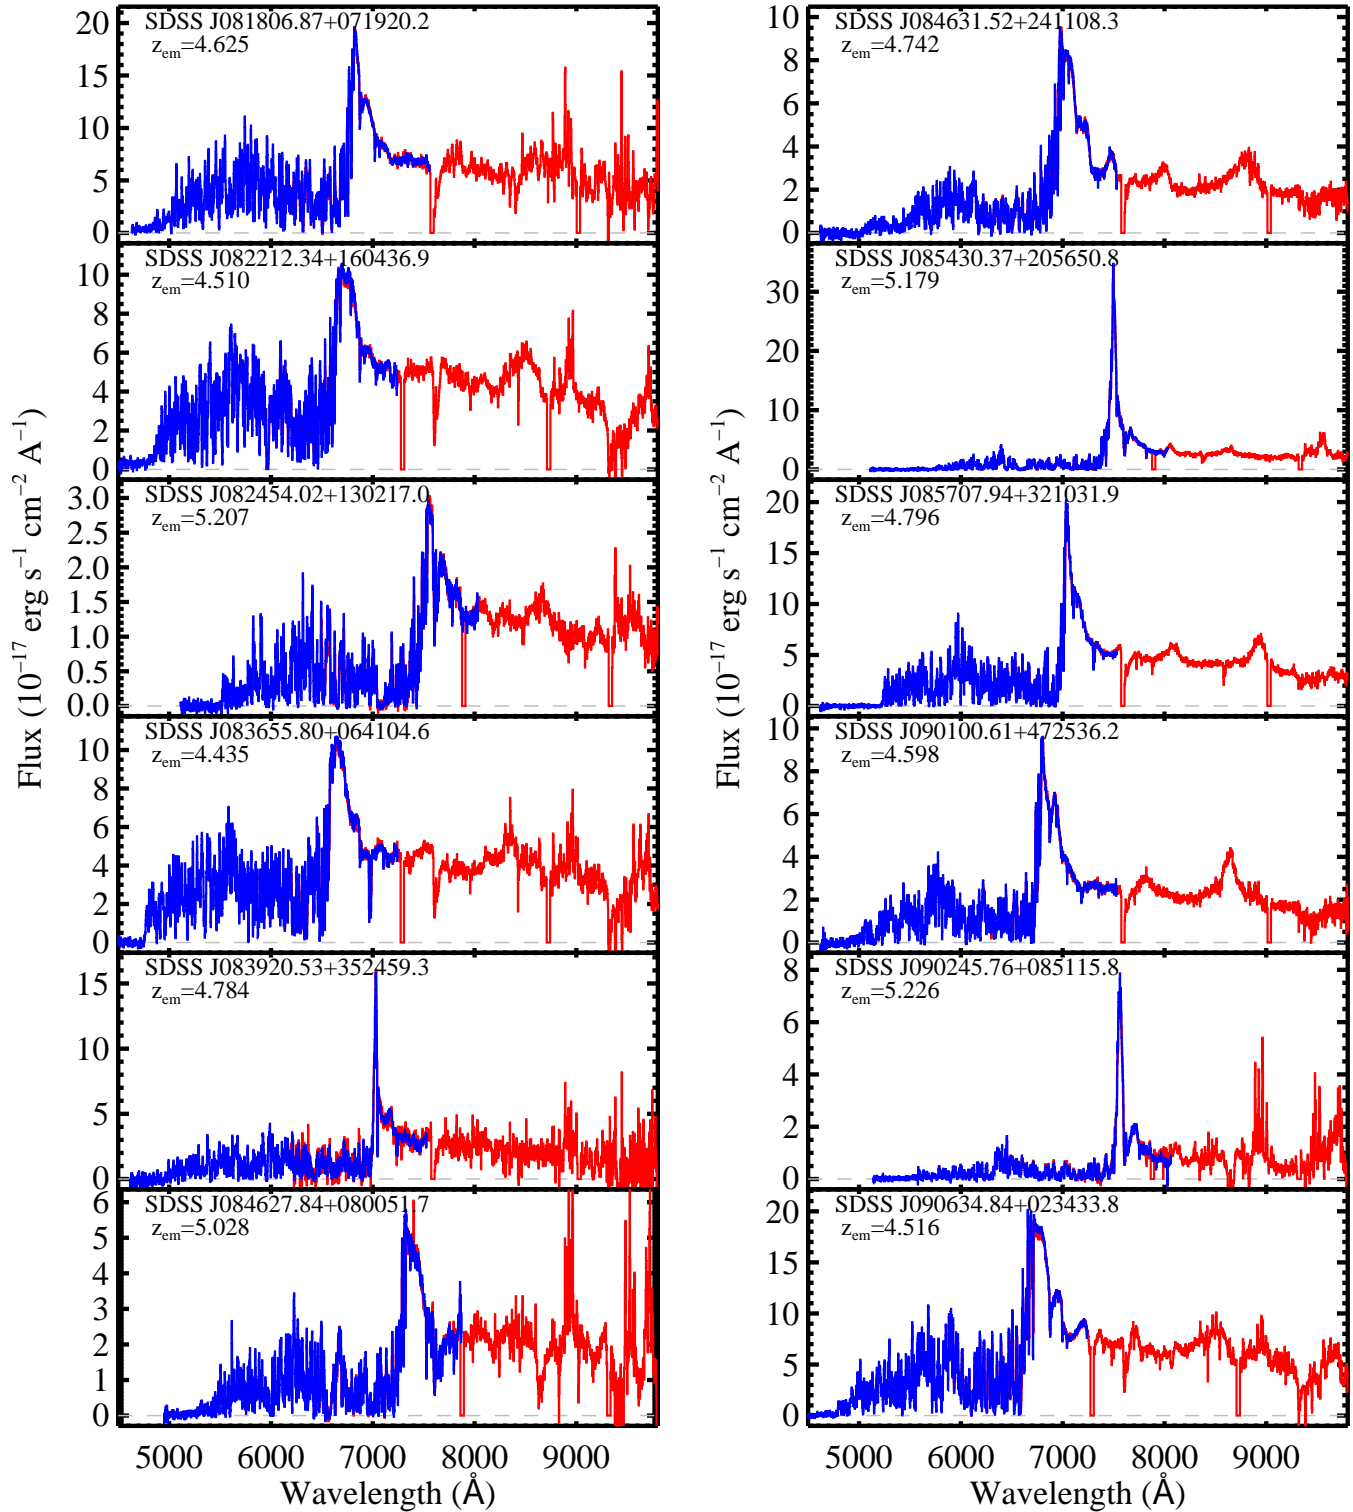 SDSS J081806.87+071920.2
z_em=4.625
20
15
10
5
0
SDSS J082212.34+160436.9
z_em=4.510
10
8
6
4
2
0
SDSS J082454.02+130217.0
z_em=5.207
3.0
2.5
2.0
1.5
1.0
0.5
0.0
SDSS J083655.80+064104.6
z_em=4.435
10
8
6
4
2
0
SDSS J083920.53+352459.3
z_em=4.784
15
10
5
0
SDSS J084627.84+080051.7
z_em=5.028
6
5
4
3
2
1
0
5000 6000 7000 8000 9000
Wavelength (Å)
Flux (10⁻¹⁷ erg s⁻¹ cm⁻² A⁻¹)
SDSS J084631.52+241108.3
z_em=4.742
10
8
6
4
2
0
SDSS J085430.37+205650.8
z_em=5.179
30
20
10
0
SDSS J085707.94+321031.9
z_em=4.796
20
15
10
5
0
SDSS J090100.61+472536.2
z_em=4.598
10
8
6
4
2
0
SDSS J090245.76+085115.8
z_em=5.226
8
6
4
2
0
SDSS J090634.84+023433.8
z_em=4.516
20
15
10
5
0
5000 6000 7000 8000 9000
Wavelength (Å)
Flux (10⁻¹⁷ erg s⁻¹ cm⁻² A⁻¹)